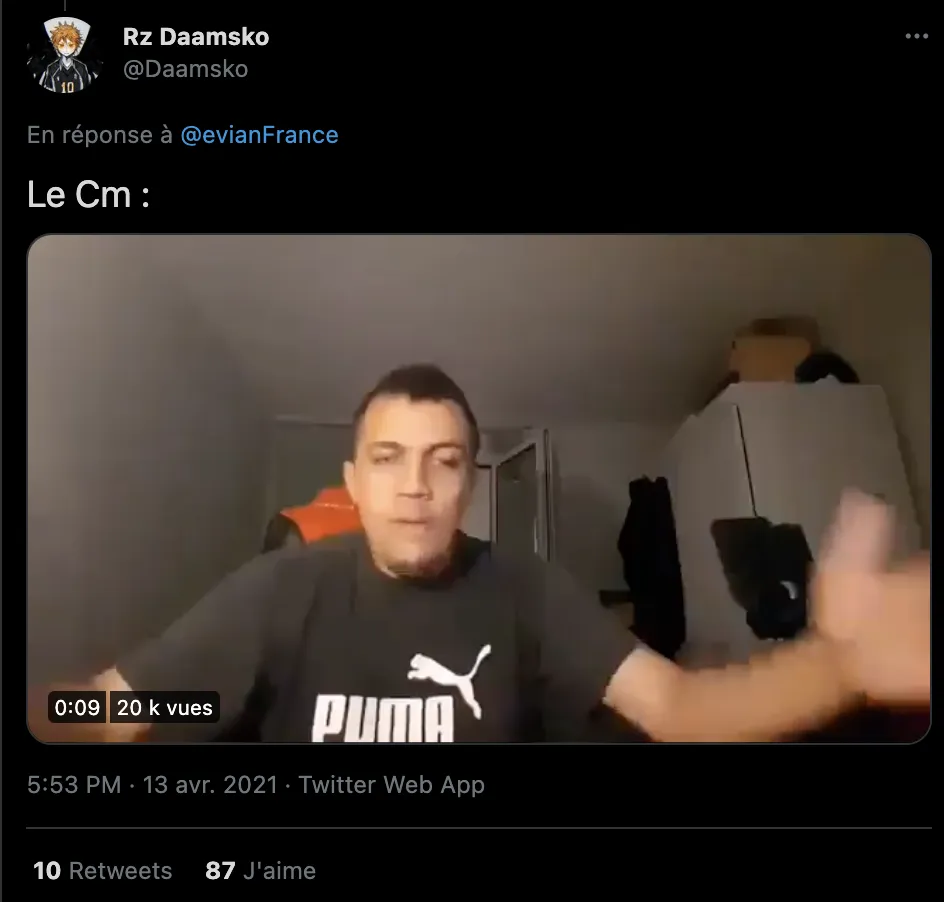 Rz Daamsko
@Daamsko
10
En réponse à @evianFrance
Le Cm :
PUMA
0:09 20 k vues
5:53 PM · 13 avr. 2021 · Twitter Web App
10 Retweets 87 J'aime